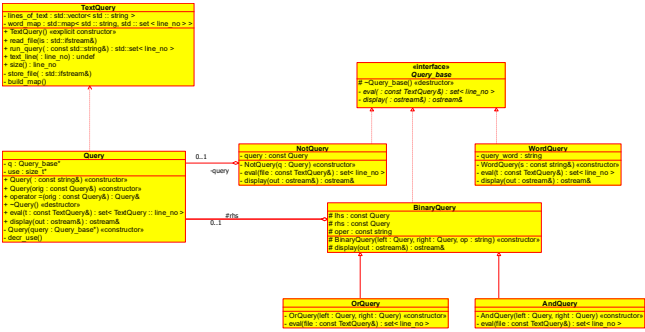 TextQuery
- lines_of_text : std::vector< std :: string >
- word_map : std::map< std :: string, std :: set < line_no > >
+ TextQuery() «explicit constructor»
+ read_file(is : std::ifstream&)
+ run_query( : const std::string&) : std::set< line_no >
+ text_line( : line_no) : undef
+ size() : line_no
- store_file( : std::ifstream&)
- build_map()
«interface»
Query_base
# ~Query_base() «destructor»
- eval( : const TextQuery&) : set< line_no >
- display( : ostream&) : ostream&
Query
- q : Query_base*
- use : size_t*
+ Query( : const string&) «constructor»
+ Query(orig : const Query&) «constructor»
+ operator =(orig : const Query&) : Query&
+ ~Query() «destructor»
+ eval(t : const TextQuery&) : set< TextQuery :: line_no >
+ display(out : ostream&) : ostream&
- Query(query : Query_base*) «constructor»
- decr_use()
0..1
-query
NotQuery
- query : const Query
- NotQuery(q : Query) «constructor»
- eval(file : const TextQuery&) : set< line_no >
- display(out : ostream&) : ostream&
WordQuery
- query_word : string
- WordQuery(s : const string&) «constructor»
- eval(t : const TextQuery&) : set< line_no >
- display(out : ostream&) : ostream&
#rhs
0..1
BinaryQuery
# lhs : const Query
# rhs : const Query
# oper : const string
# BinaryQuery(left : Query, right : Query, op : string) «constructor»
# display(out : ostream&) : ostream&
OrQuery
- OrQuery(left : Query, right : Query) «constructor»
- eval(file : const TextQuery&) : set< line_no >
AndQuery
- AndQuery(left : Query, right : Query) «constructor»
- eval(file : const TextQuery&) : set< line_no >